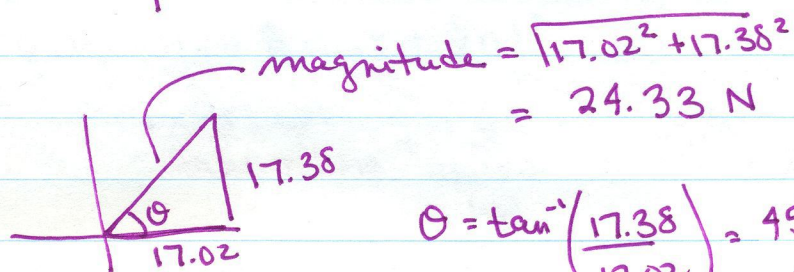 magnitude = √17.02² + 17.38²
= 24.33 N
17.38
θ
17.02
θ = tan⁻¹(17.38